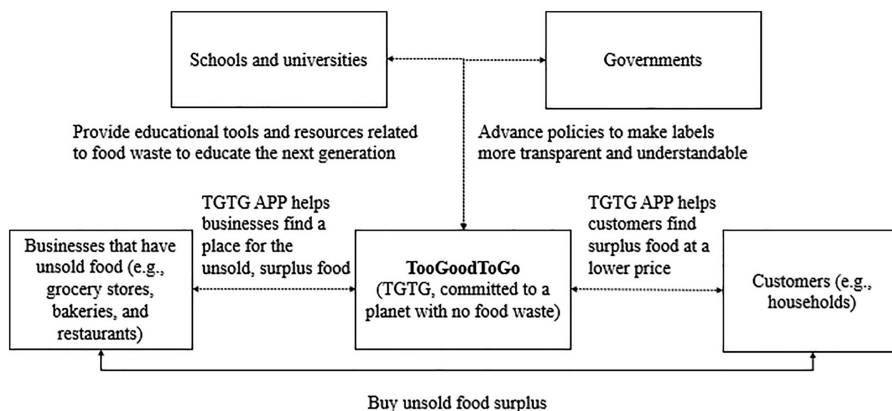 Schools and universities
Governments
Provide educational tools and resources related
to food waste to educate the next generation
Advance policies to make labels
more transparent and understandable
TGTG APP helps
businesses find a
place for the
unsold, surplus food
TGTG APP helps
customers find
surplus food at a
lower price
Businesses that have
unsold food (e.g.,
grocery stores,
bakeries, and
restaurants)
TooGoodToGo
(TGTG, committed to a
planet with no food waste)
Customers (e.g.,
households)
Buy unsold food surplus